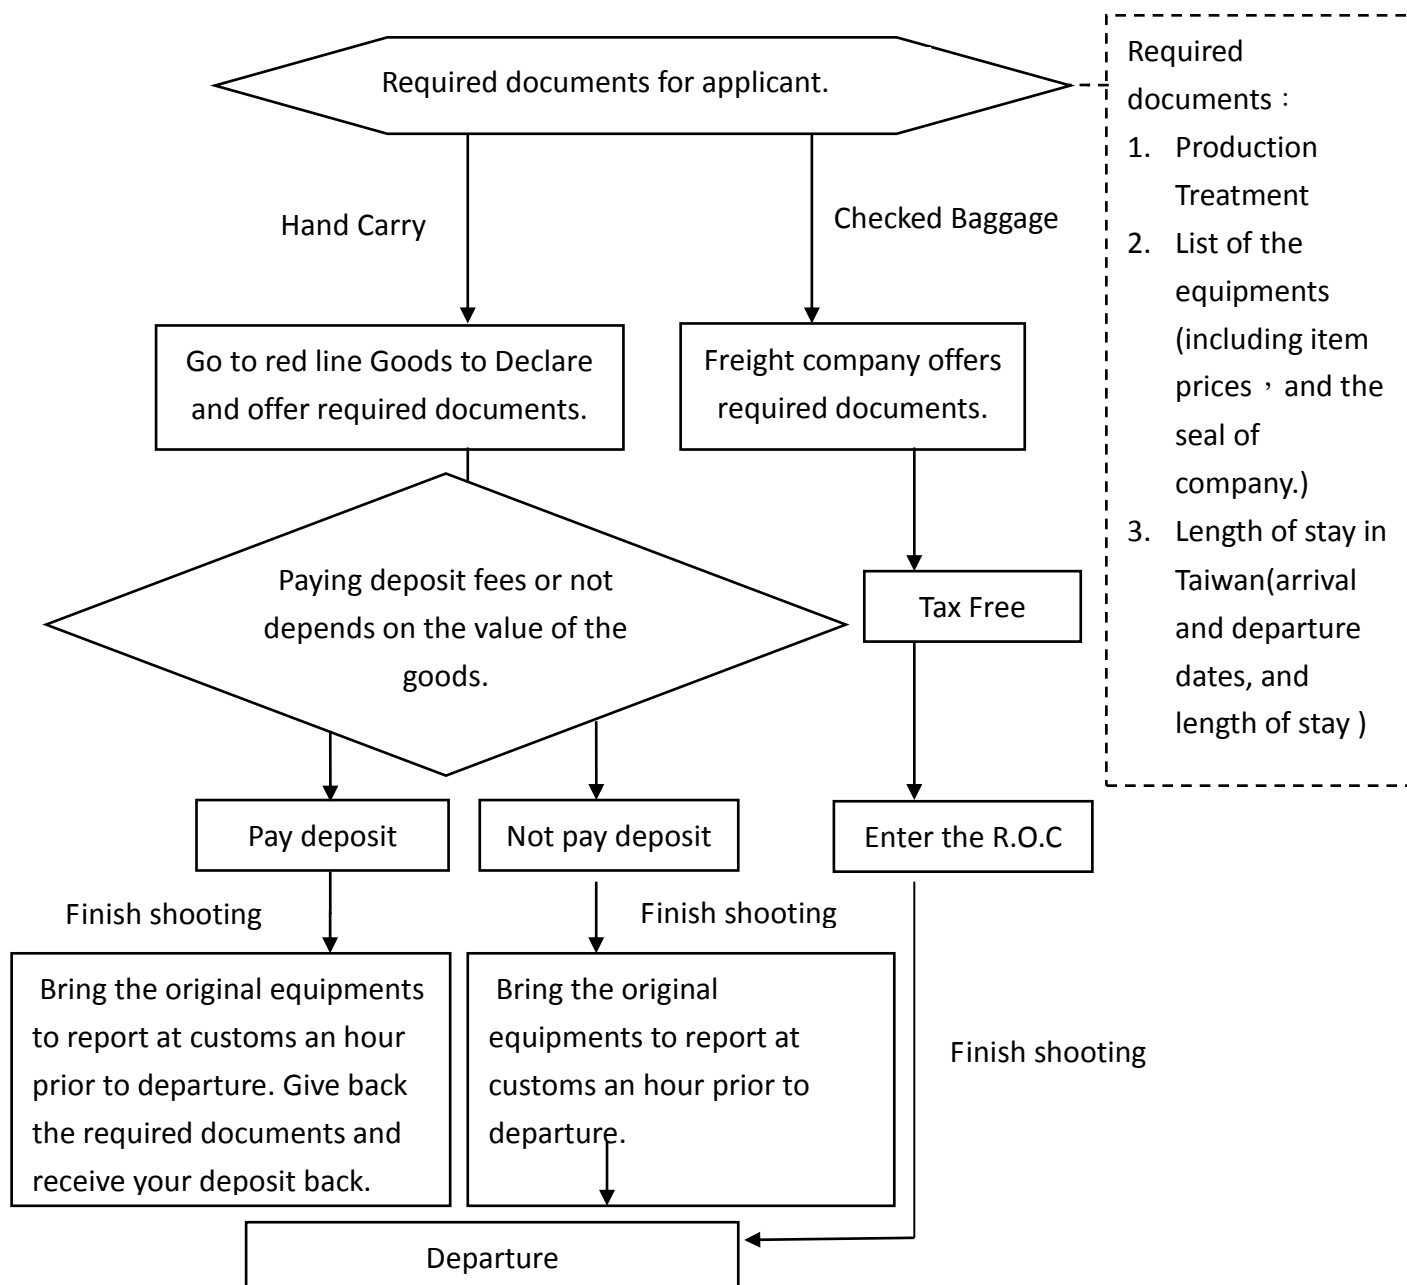 Required documents for applicant.
Hand Carry
Checked Baggage
Go to red line Goods to Declare
and offer required documents.
Freight company offers
required documents.
Paying deposit fees or not
depends on the value of the
goods.
Tax Free
Pay deposit
Not pay deposit
Enter the R.O.C
Finish shooting
Finish shooting
Finish shooting
Bring the original equipments
to report at customs an hour
prior to departure. Give back
the required documents and
receive your deposit back.
Bring the original
equipments to report at
customs an hour prior to
departure.
Departure
Required
documents：
1. Production
Treatment
2. List of the
equipments
(including item
prices，and the
seal of
company.)
3. Length of stay in
Taiwan(arrival
and departure
dates, and
length of stay )